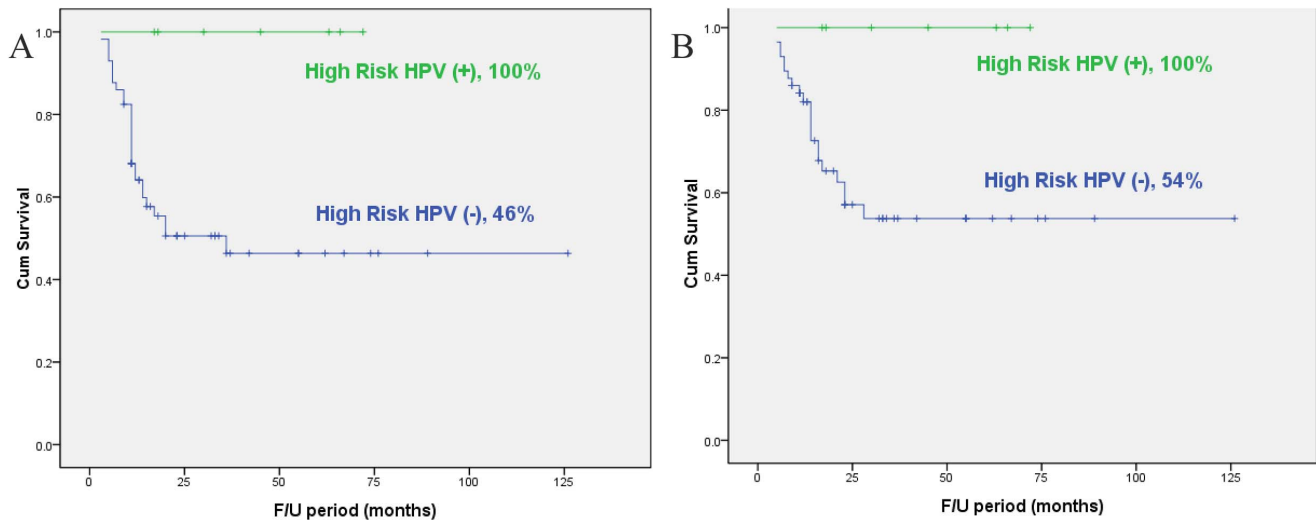 A
1.0
0.8
0.6
0.4
0.2
0.0
Cum Survival
High Risk HPV (+), 100%
High Risk HPV (-), 46%
0 25 50 75 100 125
F/U period (months)
B
1.0
0.8
0.6
0.4
0.2
0.0
Cum Survival
High Risk HPV (+), 100%
High Risk HPV (-), 54%
0 25 50 75 100 125
F/U period (months)